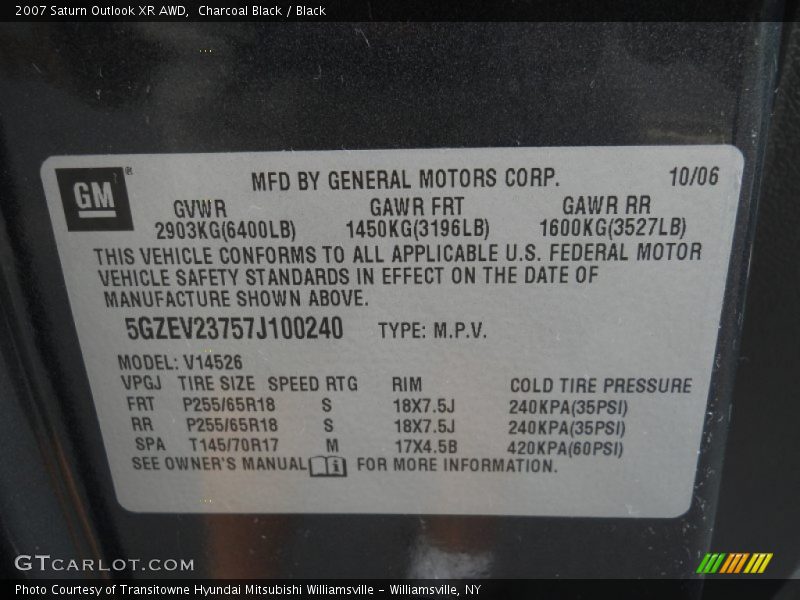 2007 Saturn Outlook XR AWD, Charcoal Black / Black
GM®
MFD BY GENERAL MOTORS CORP. 10/06
GVWR GAWR FRT GAWR RR
2903KG(6400LB) 1450KG(3196LB) 1600KG(3527LB)
THIS VEHICLE CONFORMS TO ALL APPLICABLE U.S. FEDERAL MOTOR
VEHICLE SAFETY STANDARDS IN EFFECT ON THE DATE OF
MANUFACTURE SHOWN ABOVE.
5GZEV23757J100240 TYPE: M.P.V.
MODEL: V14526
VPGJ TIRE SIZE SPEED RTG RIM COLD TIRE PRESSURE
FRT P255/65R18 S 18X7.5J 240KPA(35PSI)
RR P255/65R18 S 18X7.5J 240KPA(35PSI)
SPA T145/70R17 M 17X4.5B 420KPA(60PSI)
SEE OWNER'S MANUAL i FOR MORE INFORMATION.
GTCARLOT.COM
Photo Courtesy of Transitowne Hyundai Mitsubishi Williamsville - Williamsville, NY